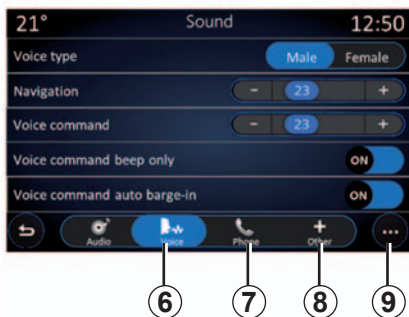 21° Sound 12:50
Voice type Male Female
Navigation - 23 +
Voice command - 23 +
Voice command beep only ON
Voice command auto barge-in ON
Audio Voice Phone Other
6 7 8 9